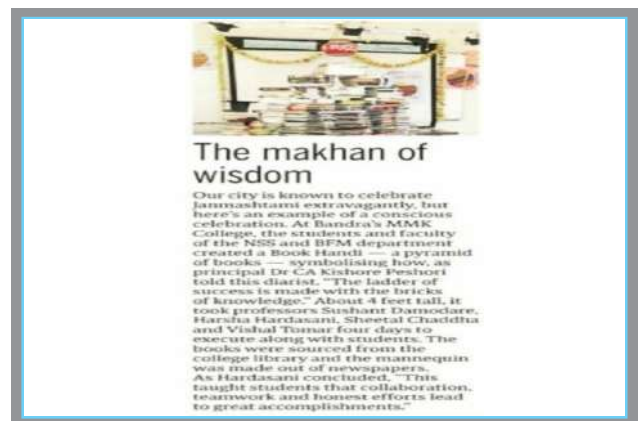 The makhan of
wisdom
Our city is known to celebrate
Janmashtami extravagantly, but
here's an example of a conscious
celebration. At Bandra's MMK
College, the students and faculty
of the NSS and BFM department
created a Book Handi — a pyramid
of books — symbolising how, as
principal Dr CA Kishore Peshori
told this diarist, "The ladder of
success is made with the bricks
of knowledge." About 4 feet tall, it
took professors Sushant Damodare,
Harsha Hardasani, Sheetal Chaddha
and Vishal Tomar four days to
execute along with students. The
books were sourced from the
college library and the mannequin
was made out of newspapers.
As Hardasani concluded, "This
taught students that collaboration,
teamwork and honest efforts lead
to great accomplishments."